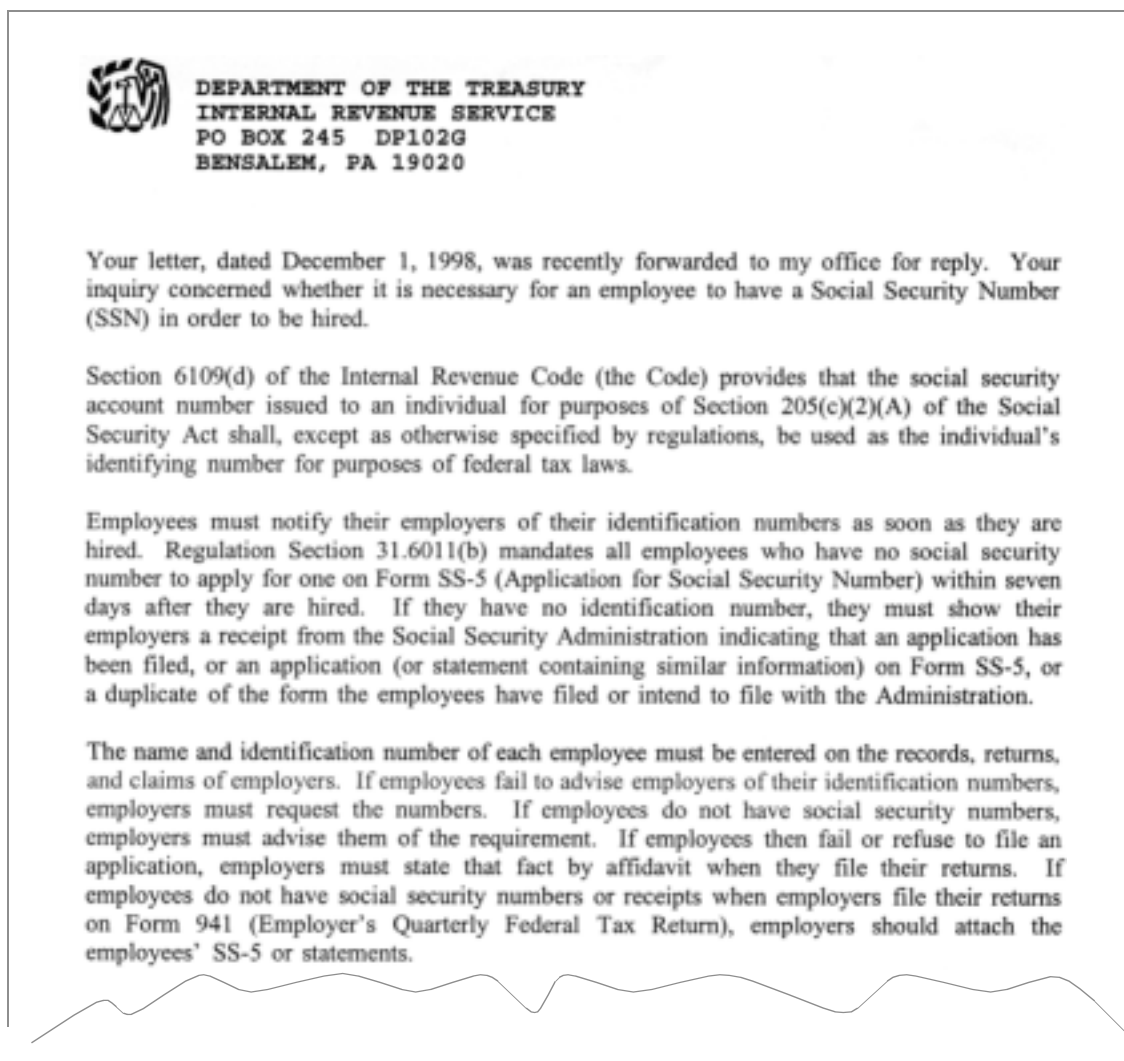 DEPARTMENT OF THE TREASURY
INTERNAL REVENUE SERVICE
PO BOX 245 DP102G
BENSALEM, PA 19020
Your letter, dated December 1, 1998, was recently forwarded to my office for reply. Your
inquiry concerned whether it is necessary for an employee to have a Social Security Number
(SSN) in order to be hired.
Section 6109(d) of the Internal Revenue Code (the Code) provides that the social security
account number issued to an individual for purposes of Section 205(c)(2)(A) of the Social
Security Act shall, except as otherwise specified by regulations, be used as the individual's
identifying number for purposes of federal tax laws.
Employees must notify their employers of their identification numbers as soon as they are
hired. Regulation Section 31.6011(b) mandates all employees who have no social security
number to apply for one on Form SS-5 (Application for Social Security Number) within seven
days after they are hired. If they have no identification number, they must show their
employers a receipt from the Social Security Administration indicating that an application has
been filed, or an application (or statement containing similar information) on Form SS-5, or
a duplicate of the form the employees have filed or intend to file with the Administration.
The name and identification number of each employee must be entered on the records, returns,
and claims of employers. If employees fail to advise employers of their identification numbers,
employers must request the numbers. If employees do not have social security numbers,
employers must advise them of the requirement. If employees then fail or refuse to file an
application, employers must state that fact by affidavit when they file their returns. If
employees do not have social security numbers or receipts when employers file their returns
on Form 941 (Employer's Quarterly Federal Tax Return), employers should attach the
employees' SS-5 or statements.